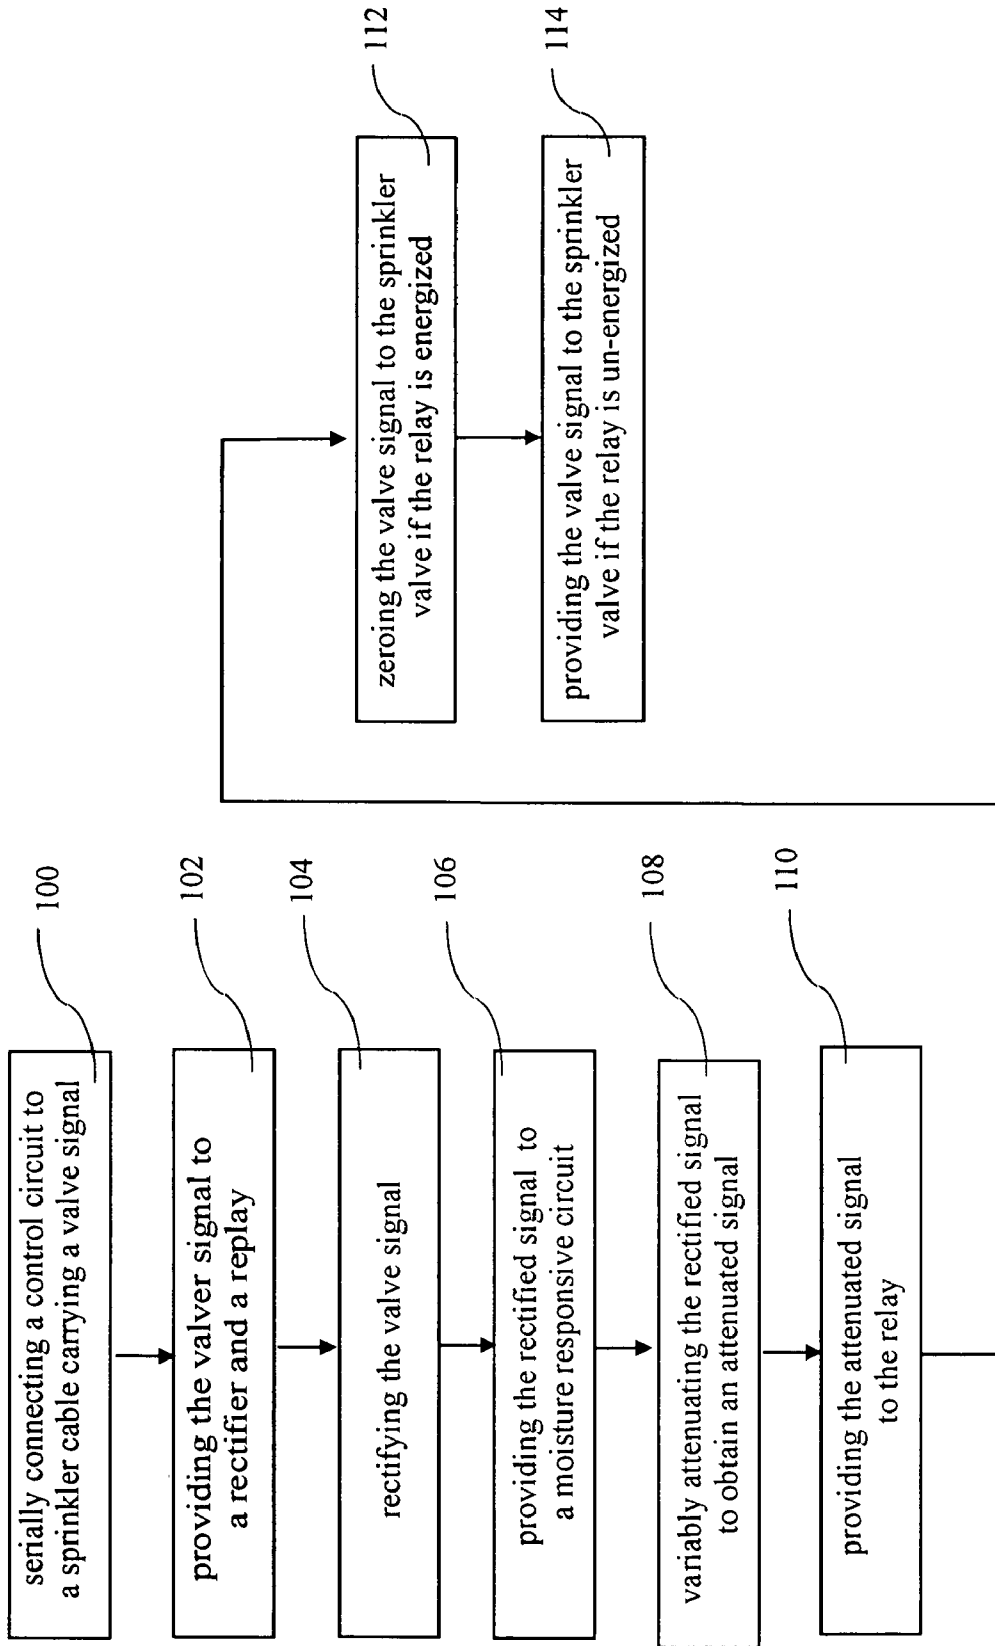 serially connecting a control circuit to
a sprinkler cable carrying a valve signal
100
providing the valver signal to
a rectifier and a replay
102
rectifying the valve signal
104
providing the rectified signal to
a moisture responsive circuit
106
variably attenuating the rectified signal
to obtain an attenuated signal
108
providing the attenuated signal
to the relay
110
zeroing the valve signal to the sprinkler
valve if the relay is energized
112
providing the valve signal to the sprinkler
valve if the relay is un-energized
114